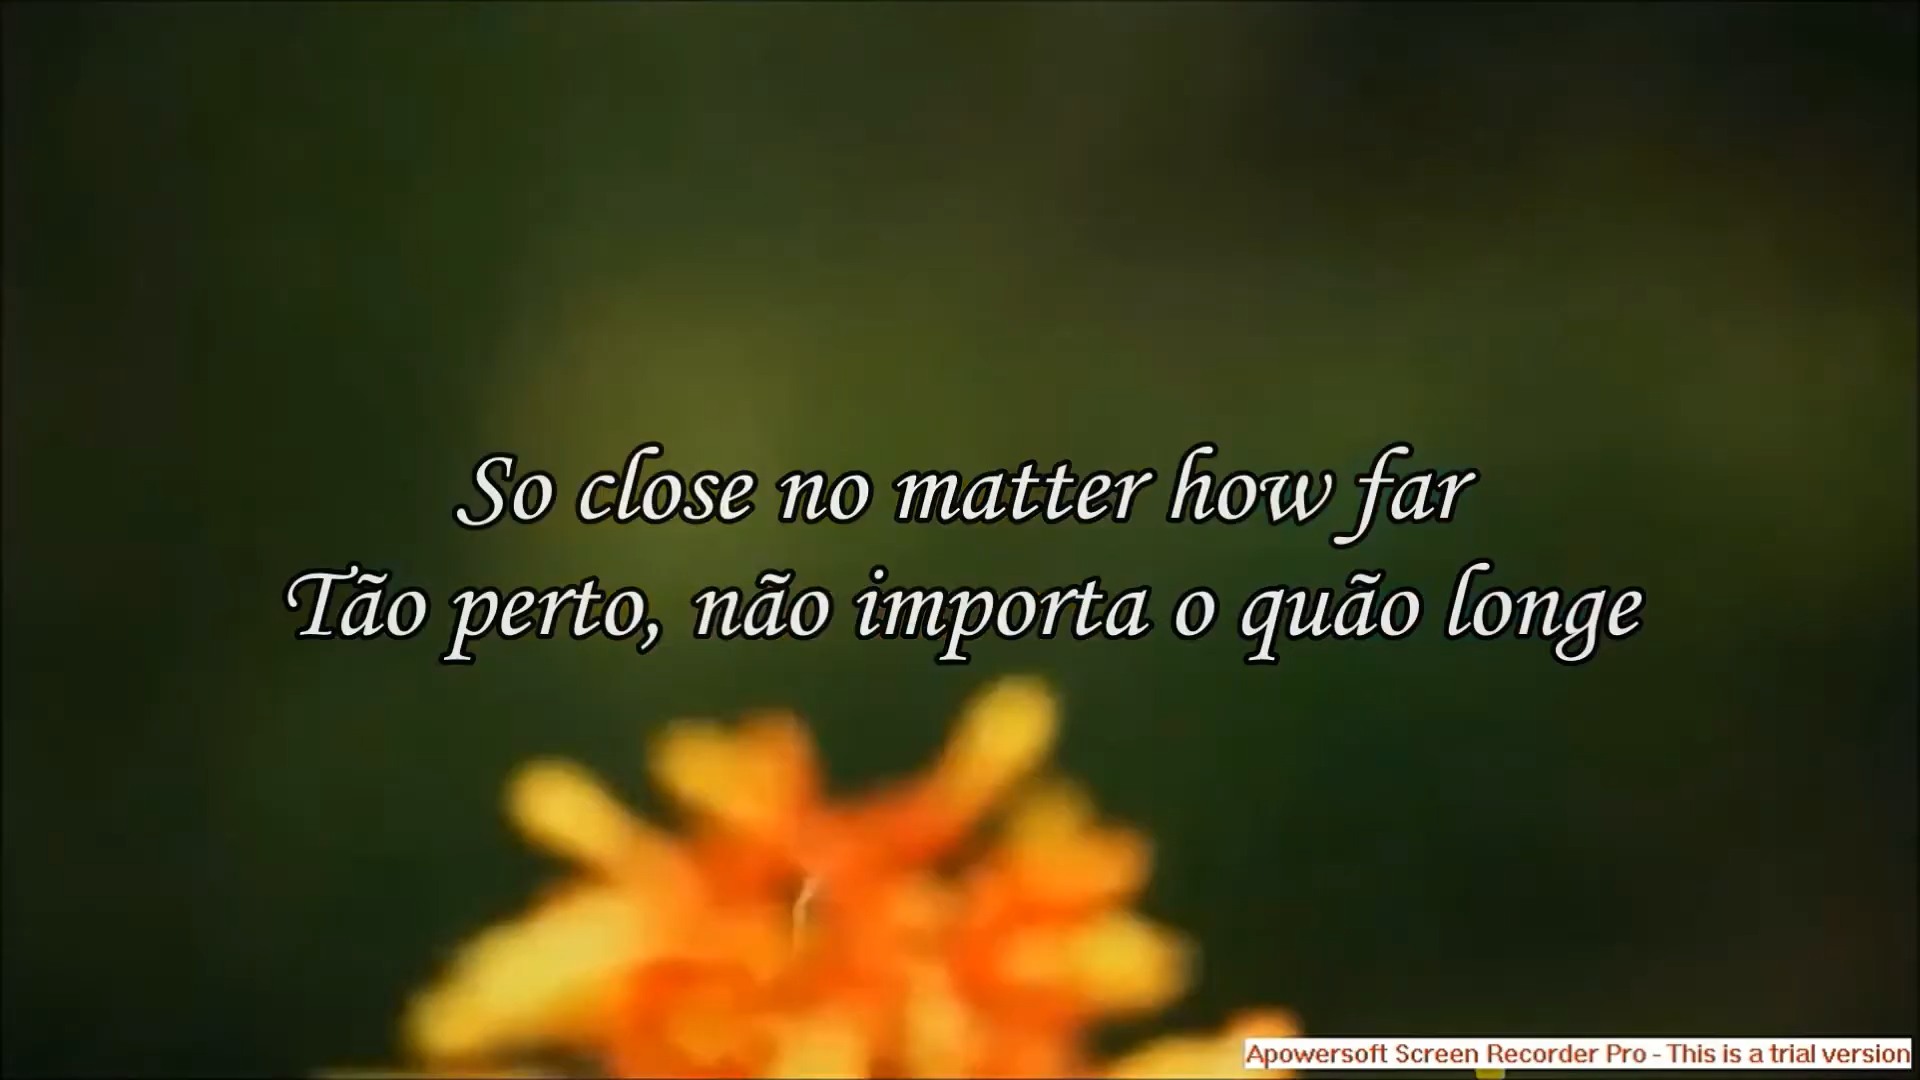 So close no matter how far
Tão perto, não importa o quão longe
Apowersoft Screen Recorder Pro - This is a trial version